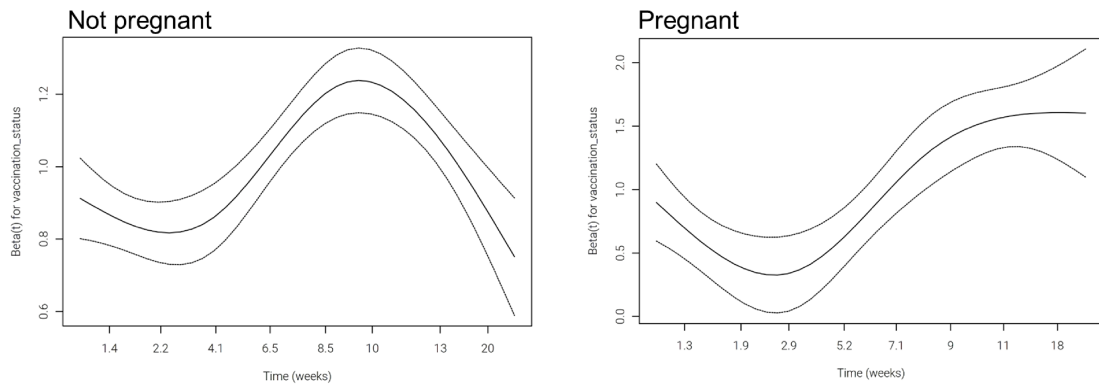 Not pregnant
Beta(t) for vaccination_status
1.2
1.0
0.8
0.6
1.4 2.2 4.1 6.5 8.5 10 13 20
Time (weeks)
Pregnant
Beta(t) for vaccination_status
2.0
1.5
1.0
0.5
0.0
1.3 1.9 2.9 5.2 7.1 9 11 18
Time (weeks)